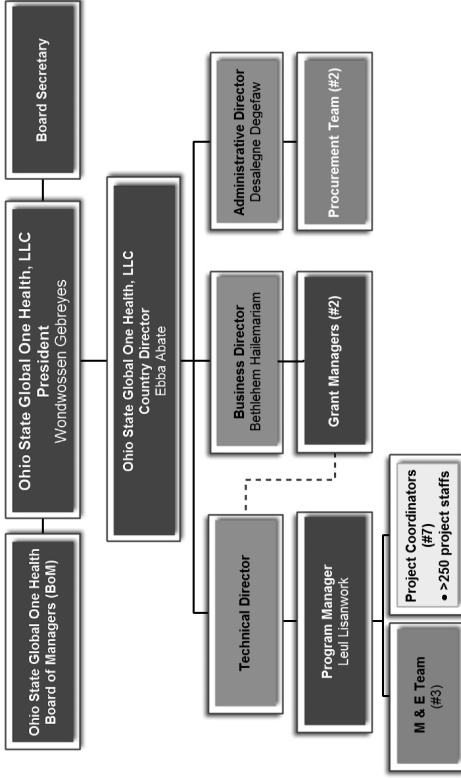 Ohio State Global One Health
Board of Managers (BoM)
Ohio State Global One Health, LLC
President
Wondwossen Gebreyes
Board Secretary
Ohio State Global One Health, LLC
Country Director
Ebba Abate
Technical Director
Business Director
Bethlehem Hailemariam
Administrative Director
Desalegne Degefaw
Program Manager
Leul Lisanwork
Grant Managers (#2)
Procurement Team (#2)
M & E Team
(#3)
Project Coordinators
(#7)
• >250 project staffs